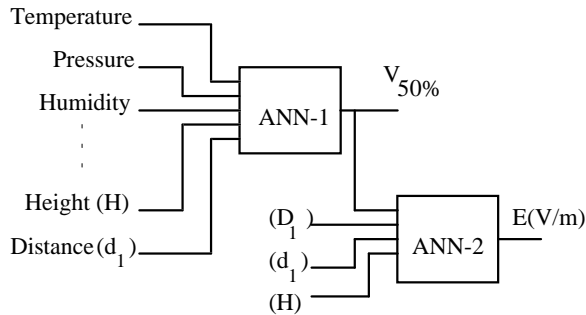 Temperature
Pressure
Humidity
Height (H)
Distance (d1)
ANN-1
V50%
(D1)
(d1)
(H)
ANN-2
E(V/m)